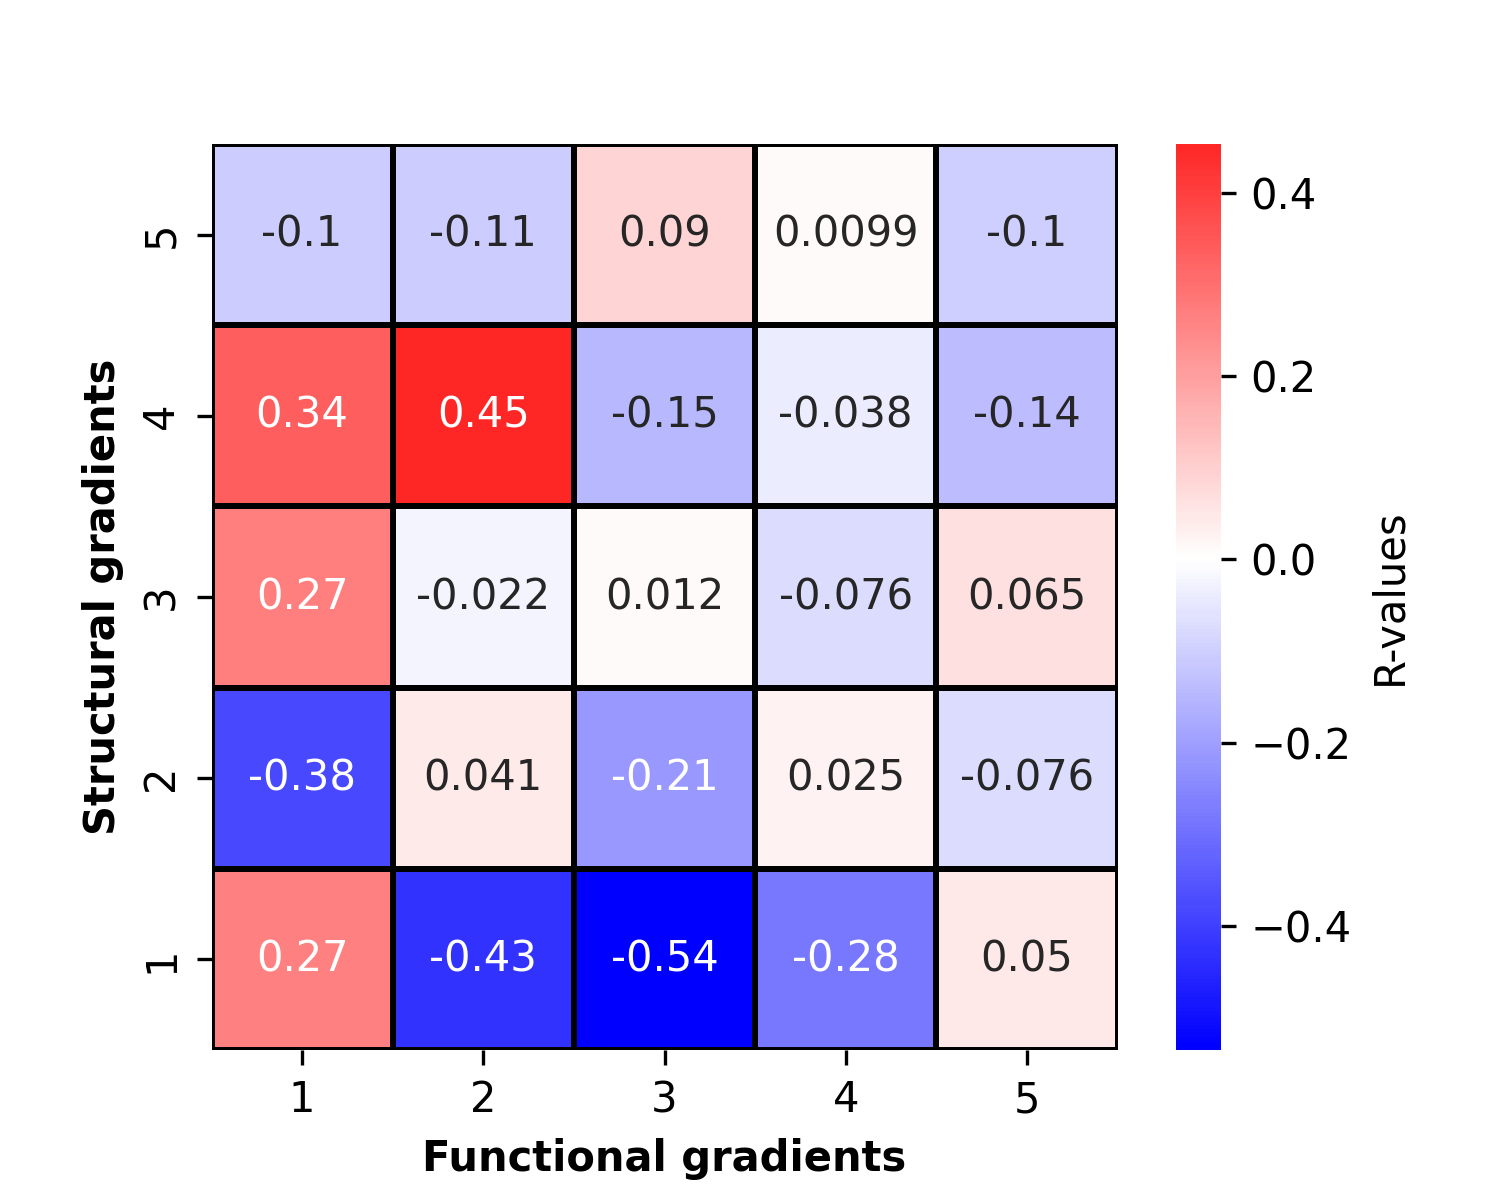 5 -0.1 -0.11 0.09 0.0099 -0.1
4 0.34 0.45 -0.15 -0.038 -0.14
3 0.27 -0.022 0.012 -0.076 0.065
2 -0.38 0.041 -0.21 0.025 -0.076
1 0.27 -0.43 -0.54 -0.28 0.05
1 2 3 4 5
Functional gradients
Structural gradients
0.4
0.2
0.0
−0.2
−0.4
R-values